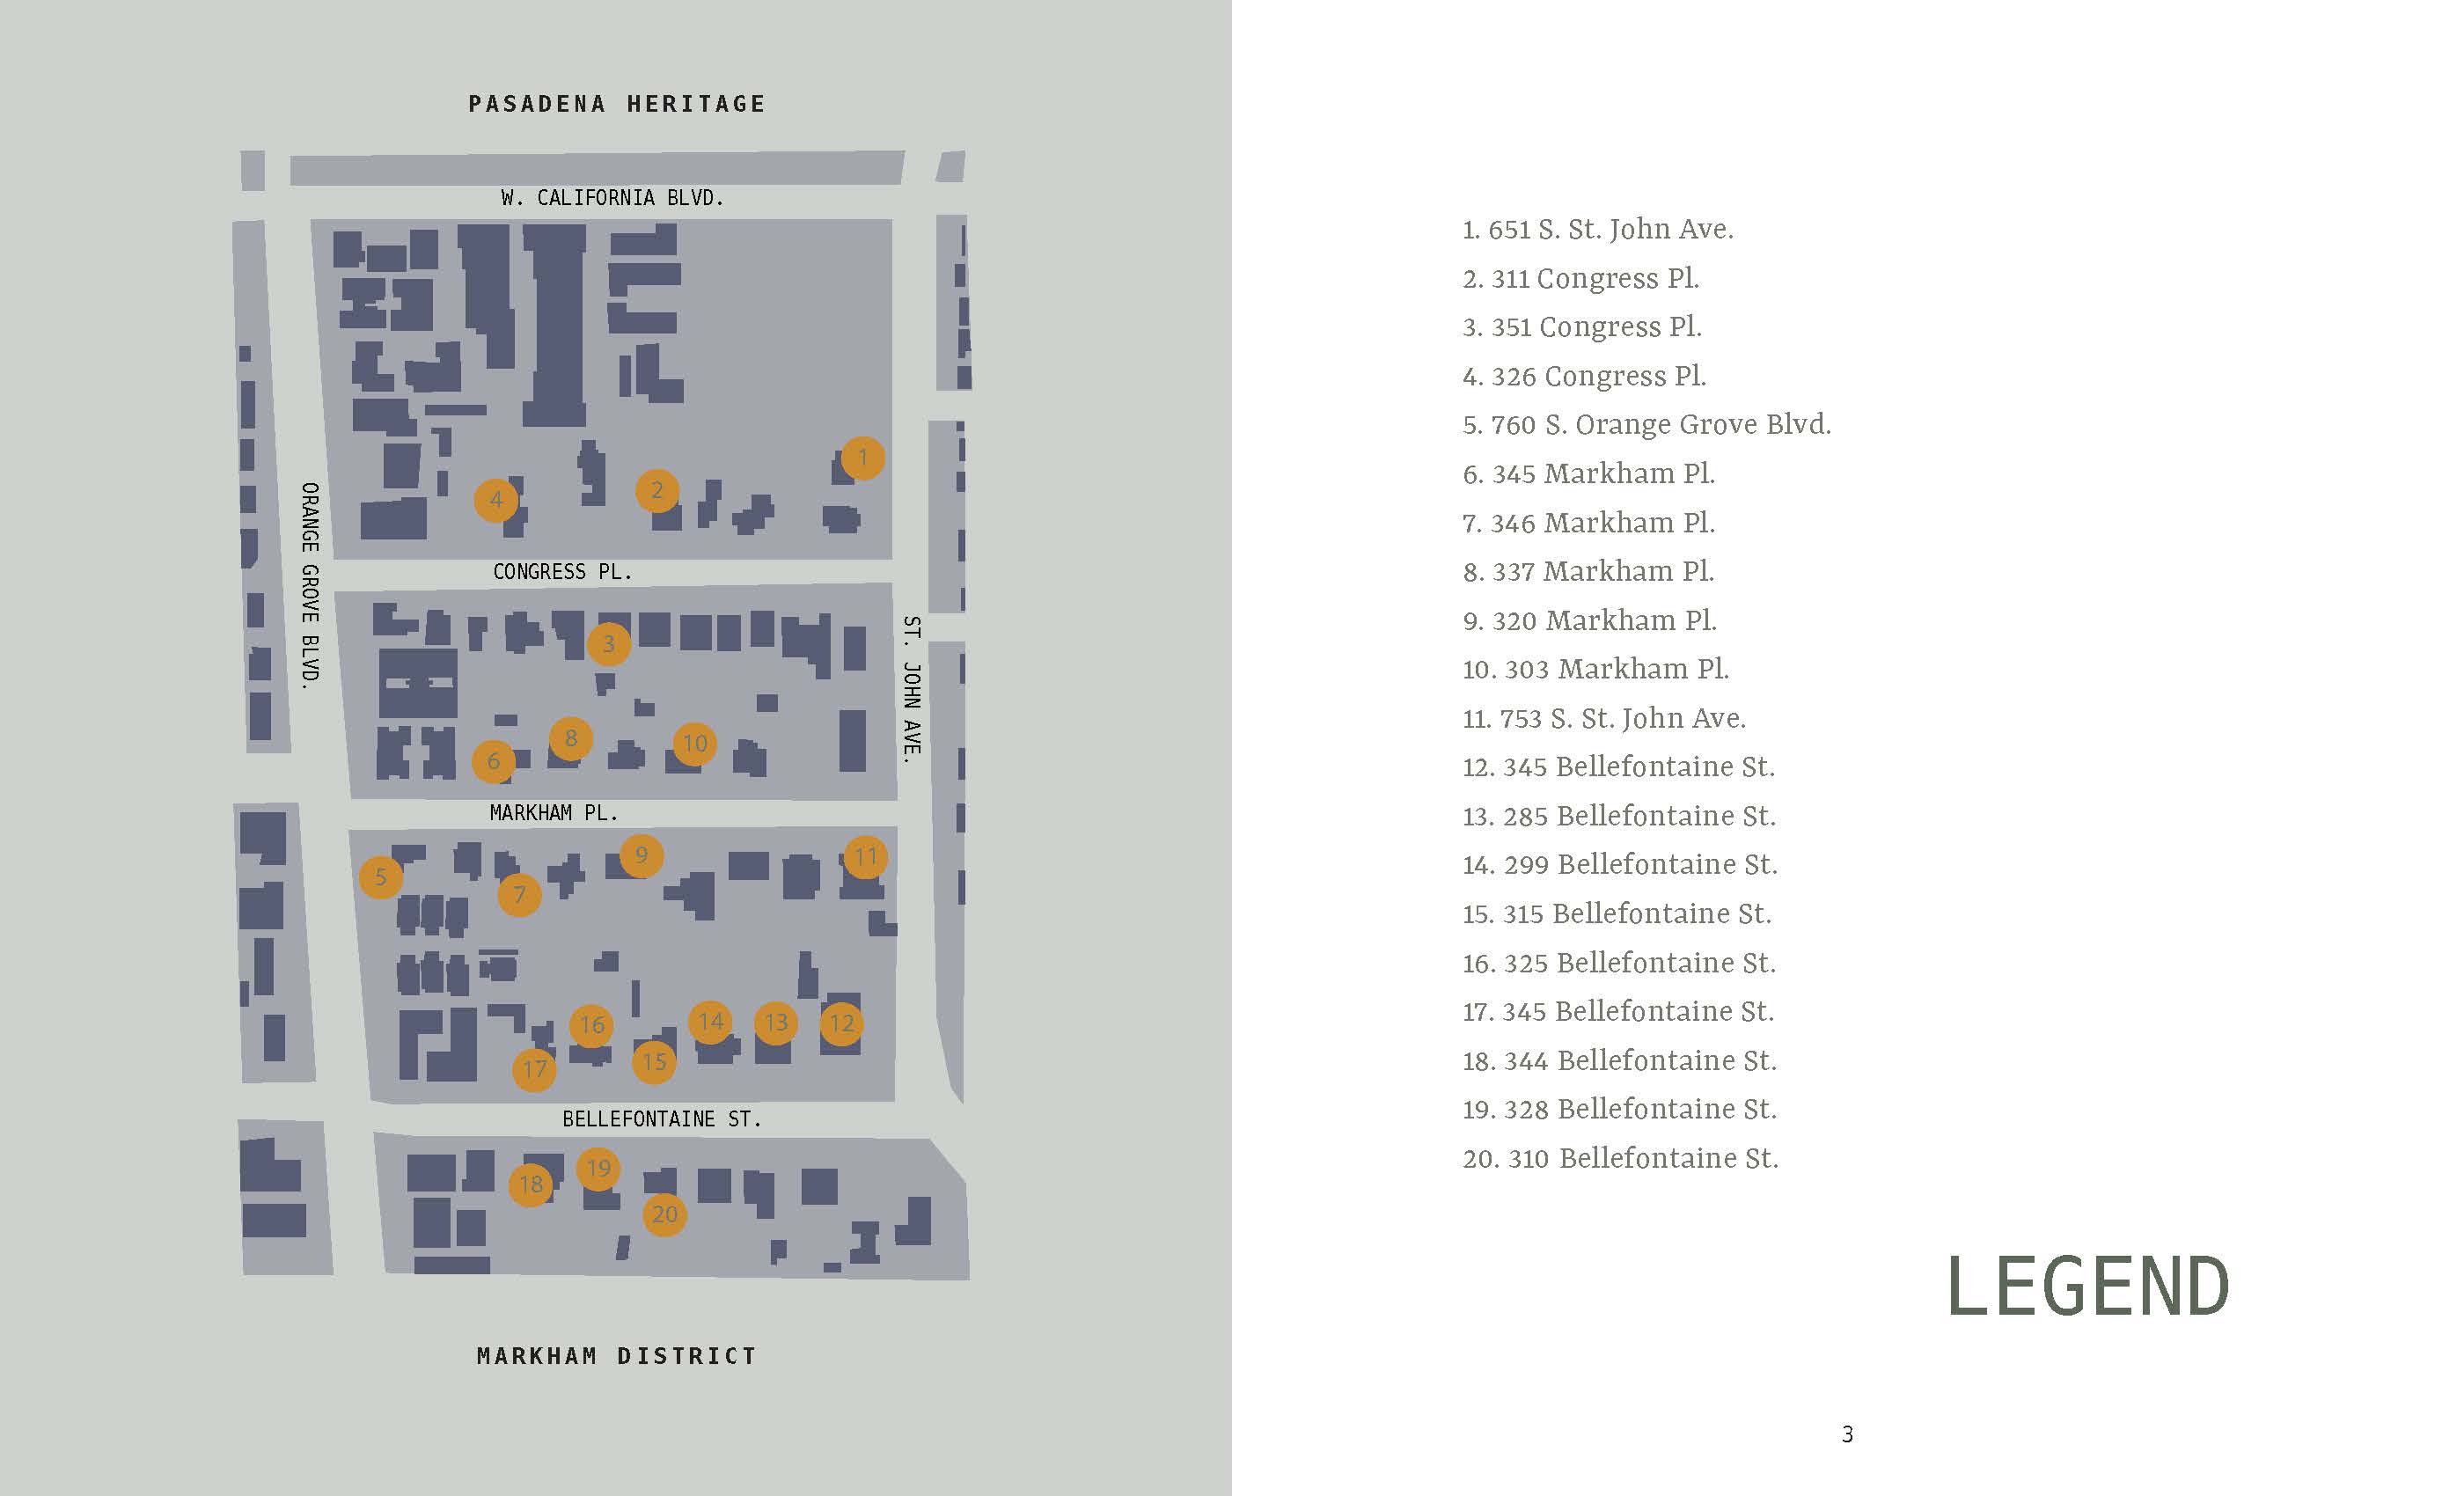 PASADENA HERITAGE
W. CALIFORNIA BLVD.
1
2
4
ORANGE GROVE BLVD.
CONGRESS PL.
ST. JOHN AVE.
3
8
10
6
MARKHAM PL.
9
11
5
7
16
14
13
12
15
17
BELLEFONTAINE ST.
19
18
20
MARKHAM DISTRICT
1. 651 S. St. John Ave.
2. 311 Congress Pl.
3. 351 Congress Pl.
4. 326 Congress Pl.
5. 760 S. Orange Grove Blvd.
6. 345 Markham Pl.
7. 346 Markham Pl.
8. 337 Markham Pl.
9. 320 Markham Pl.
10. 303 Markham Pl.
11. 753 S. St. John Ave.
12. 345 Bellefontaine St.
13. 285 Bellefontaine St.
14. 299 Bellefontaine St.
15. 315 Bellefontaine St.
16. 325 Bellefontaine St.
17. 345 Bellefontaine St.
18. 344 Bellefontaine St.
19. 328 Bellefontaine St.
20. 310 Bellefontaine St.
LEGEND
3